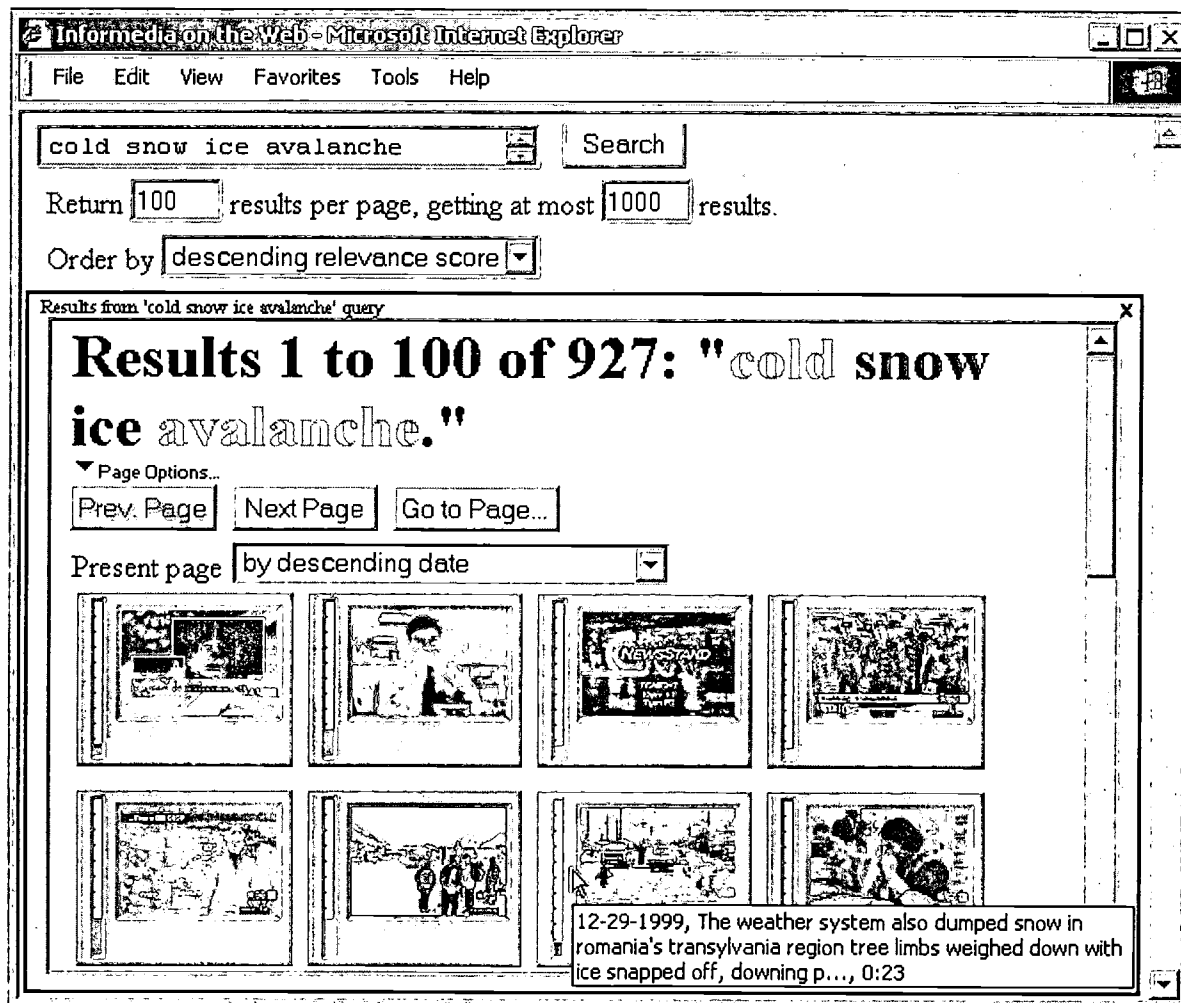 Informedia on the Web - Microsoft Internet Explorer
File Edit View Favorites Tools Help
cold snow ice avalanche Search
Return 100 results per page, getting at most 1000 results.
Order by descending relevance score
Results from 'cold snow ice avalanche' query x
Results 1 to 100 of 927: "cold snow
ice avalanche."
Page Options...
Prev. Page Next Page Go to Page...
Present page by descending date
NEWSSTAND
12-29-1999, The weather system also dumped snow in
romania's transylvania region tree limbs weighed down with
ice snapped off, downing p..., 0:23